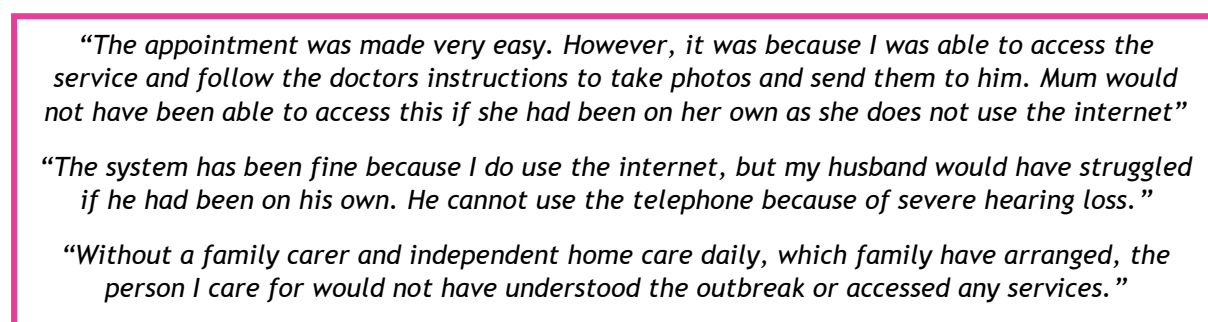 “The appointment was made very easy. However, it was because I was able to access the
service and follow the doctors instructions to take photos and send them to him. Mum would
not have been able to access this if she had been on her own as she does not use the internet”
“The system has been fine because I do use the internet, but my husband would have struggled
if he had been on his own. He cannot use the telephone because of severe hearing loss.”
“Without a family carer and independent home care daily, which family have arranged, the
person I care for would not have understood the outbreak or accessed any services.”